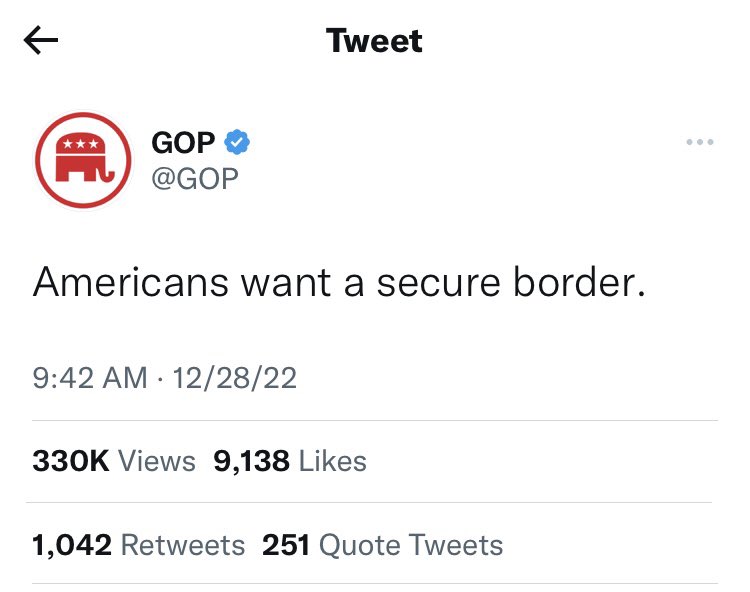 Tweet
GOP
@GOP
Americans want a secure border.
9:42 AM · 12/28/22
330K Views 9,138 Likes
1,042 Retweets 251 Quote Tweets